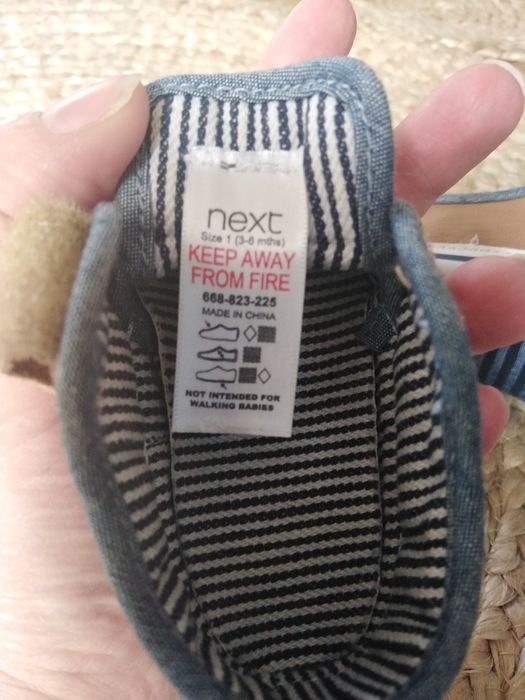 next
Size 1 (3-6 mths)
KEEP AWAY
FROM FIRE
668-823-225
MADE IN CHINA
NOT INTENDED FOR
WALKING BABIES